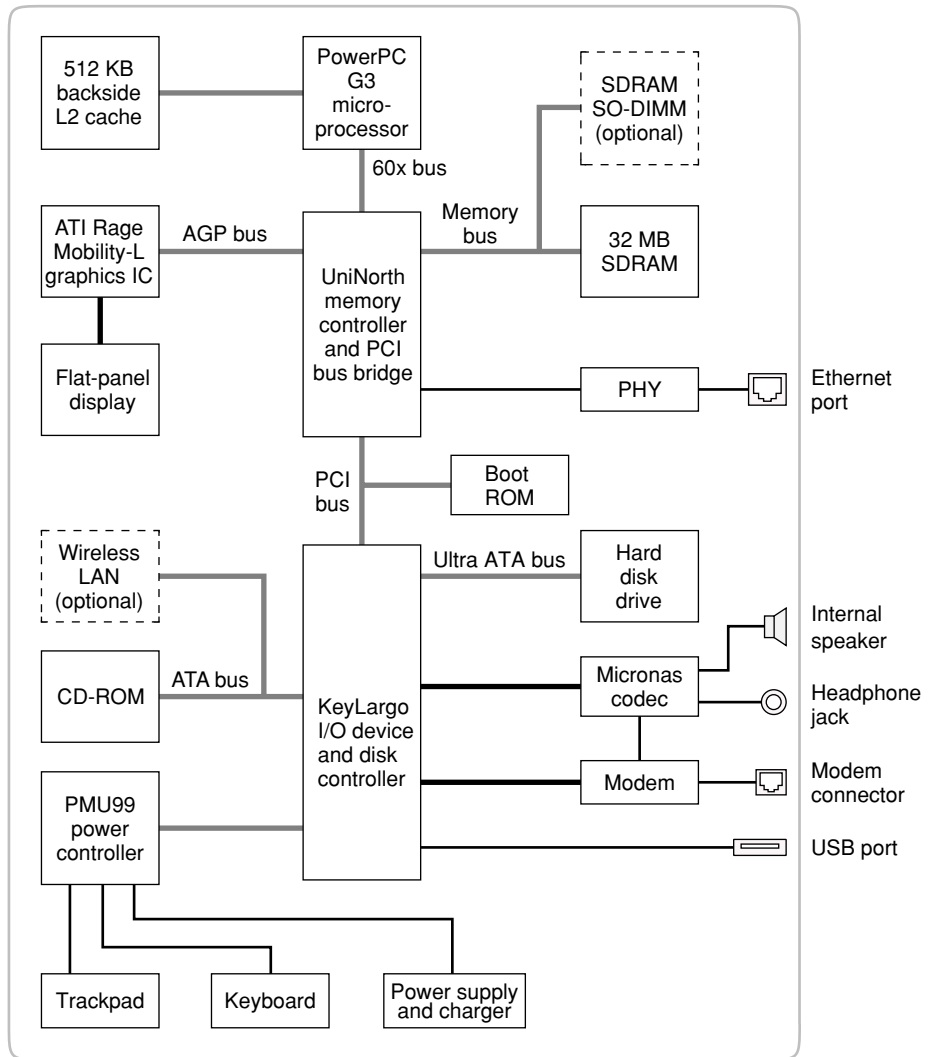 512 KB
backside
L2 cache
PowerPC
G3
micro-
processor
SDRAM
SO-DIMM
(optional)
60x bus
ATI Rage
Mobility-L
graphics IC
AGP bus
Memory
bus
32 MB
SDRAM
UniNorth
memory
controller
and PCI
bus bridge
Flat-panel
display
PHY
Ethernet
port
PCI
bus
Boot
ROM
Wireless
LAN
(optional)
Ultra ATA bus
Hard
disk
drive
Internal
speaker
CD-ROM
ATA bus
KeyLargo
I/O device
and disk
controller
Micronas
codec
Headphone
jack
PMU99
power
controller
Modem
Modem
connector
USB port
Trackpad
Keyboard
Power supply
and charger